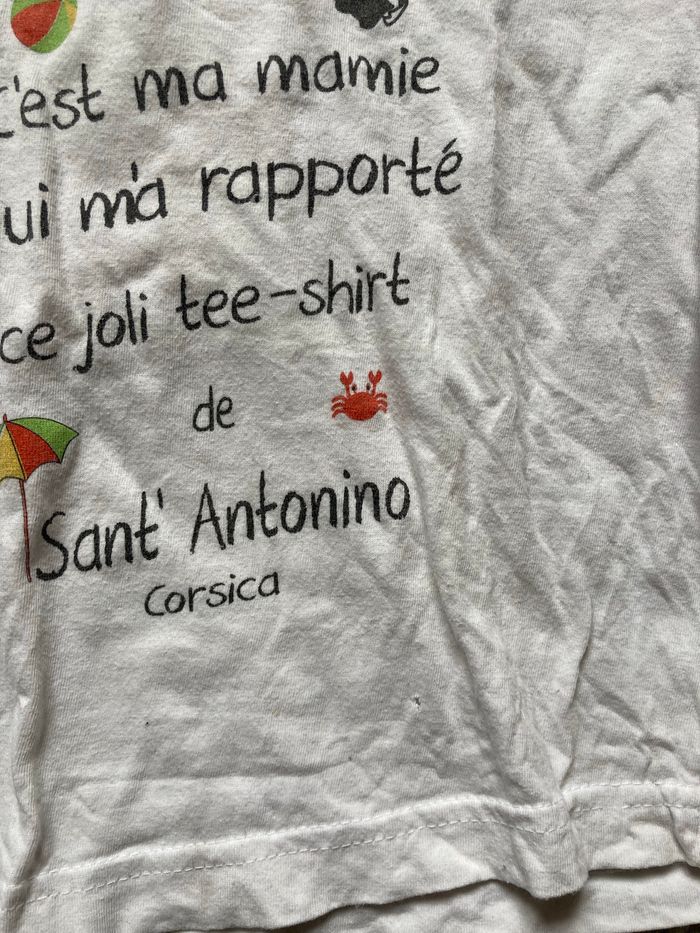 C'est ma mamie
ui m'a rapporté
ce joli tee-shirt
de
Sant' Antonino
Corsica